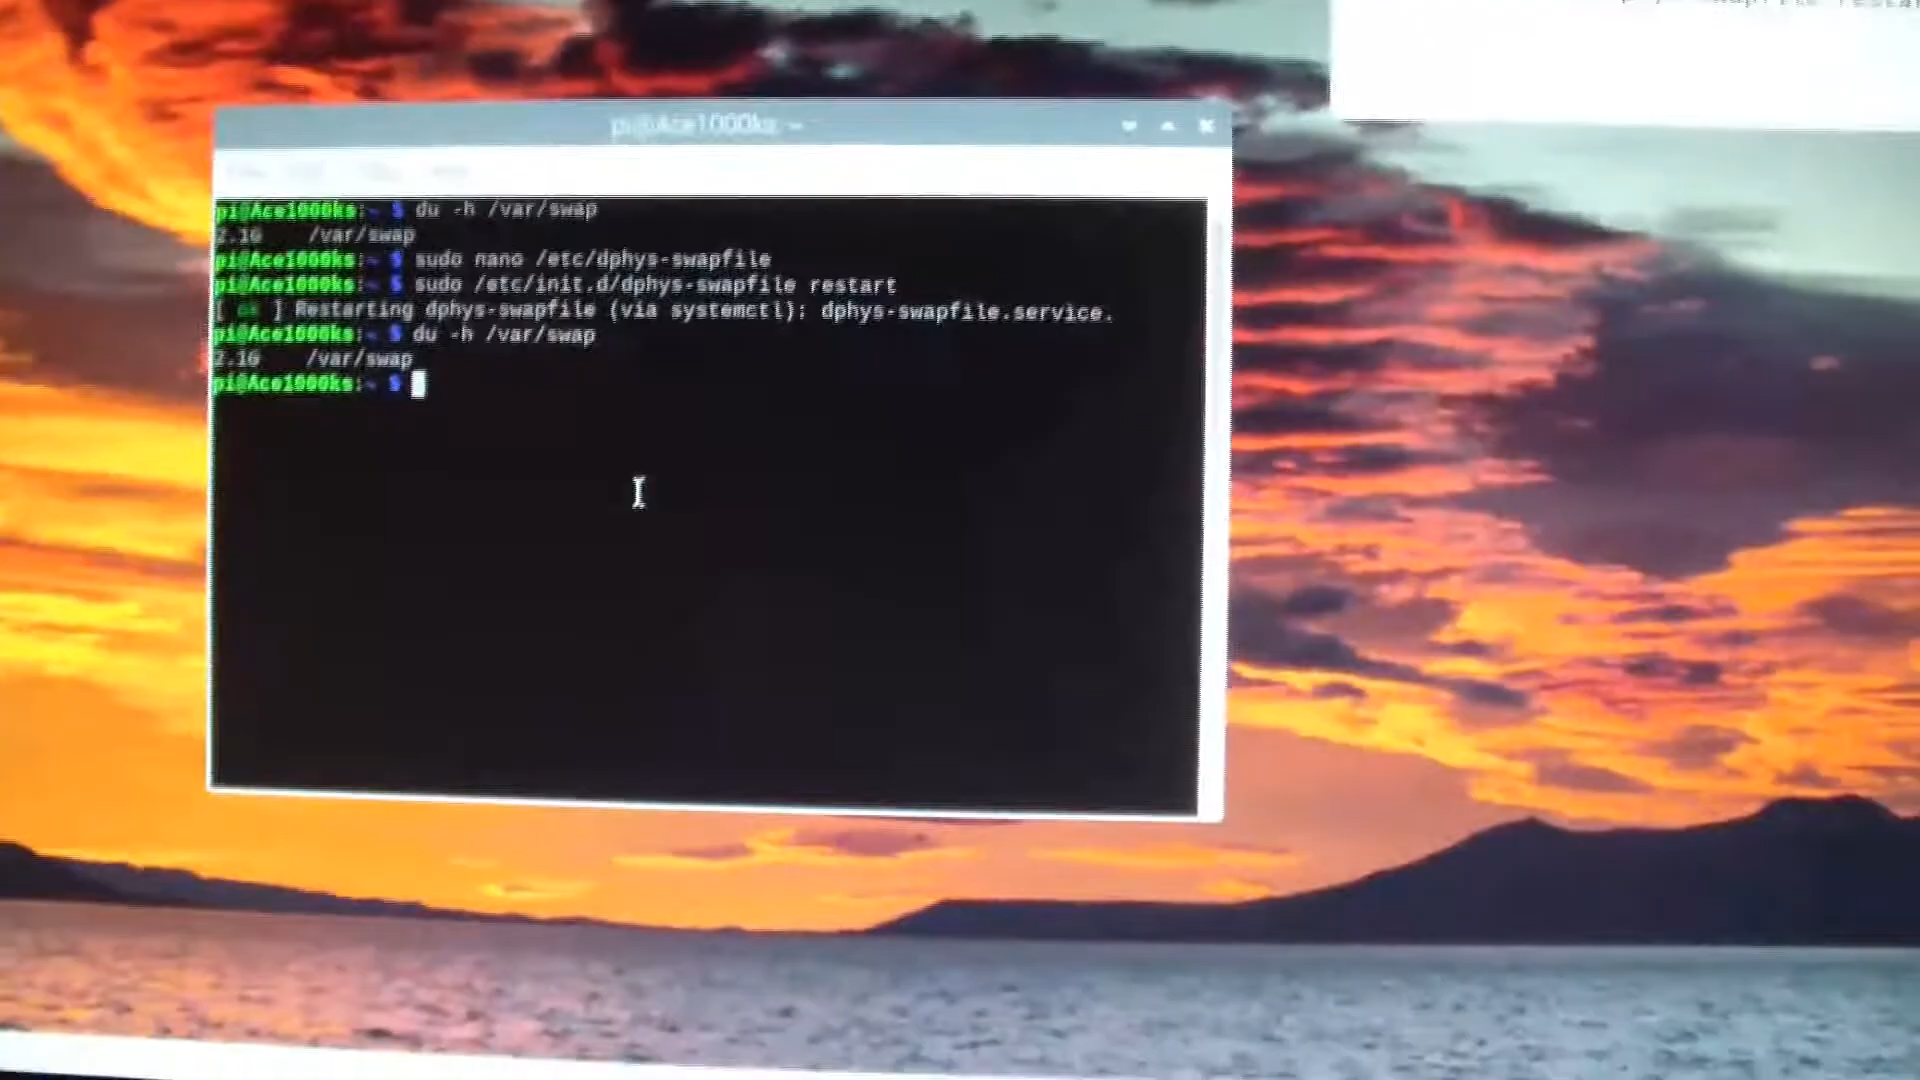 pi@Ace1000ks: ~
pi@Ace1000ks:~ $ du -h /var/swap
2.1G    /var/swap
pi@Ace1000ks:~ $ sudo nano /etc/dphys-swapfile
pi@Ace1000ks:~ $ sudo /etc/init.d/dphys-swapfile restart
[ ok ] Restarting dphys-swapfile (via systemctl): dphys-swapfile.service.
pi@Ace1000ks:~ $ du -h /var/swap
2.1G    /var/swap
pi@Ace1000ks:~ $